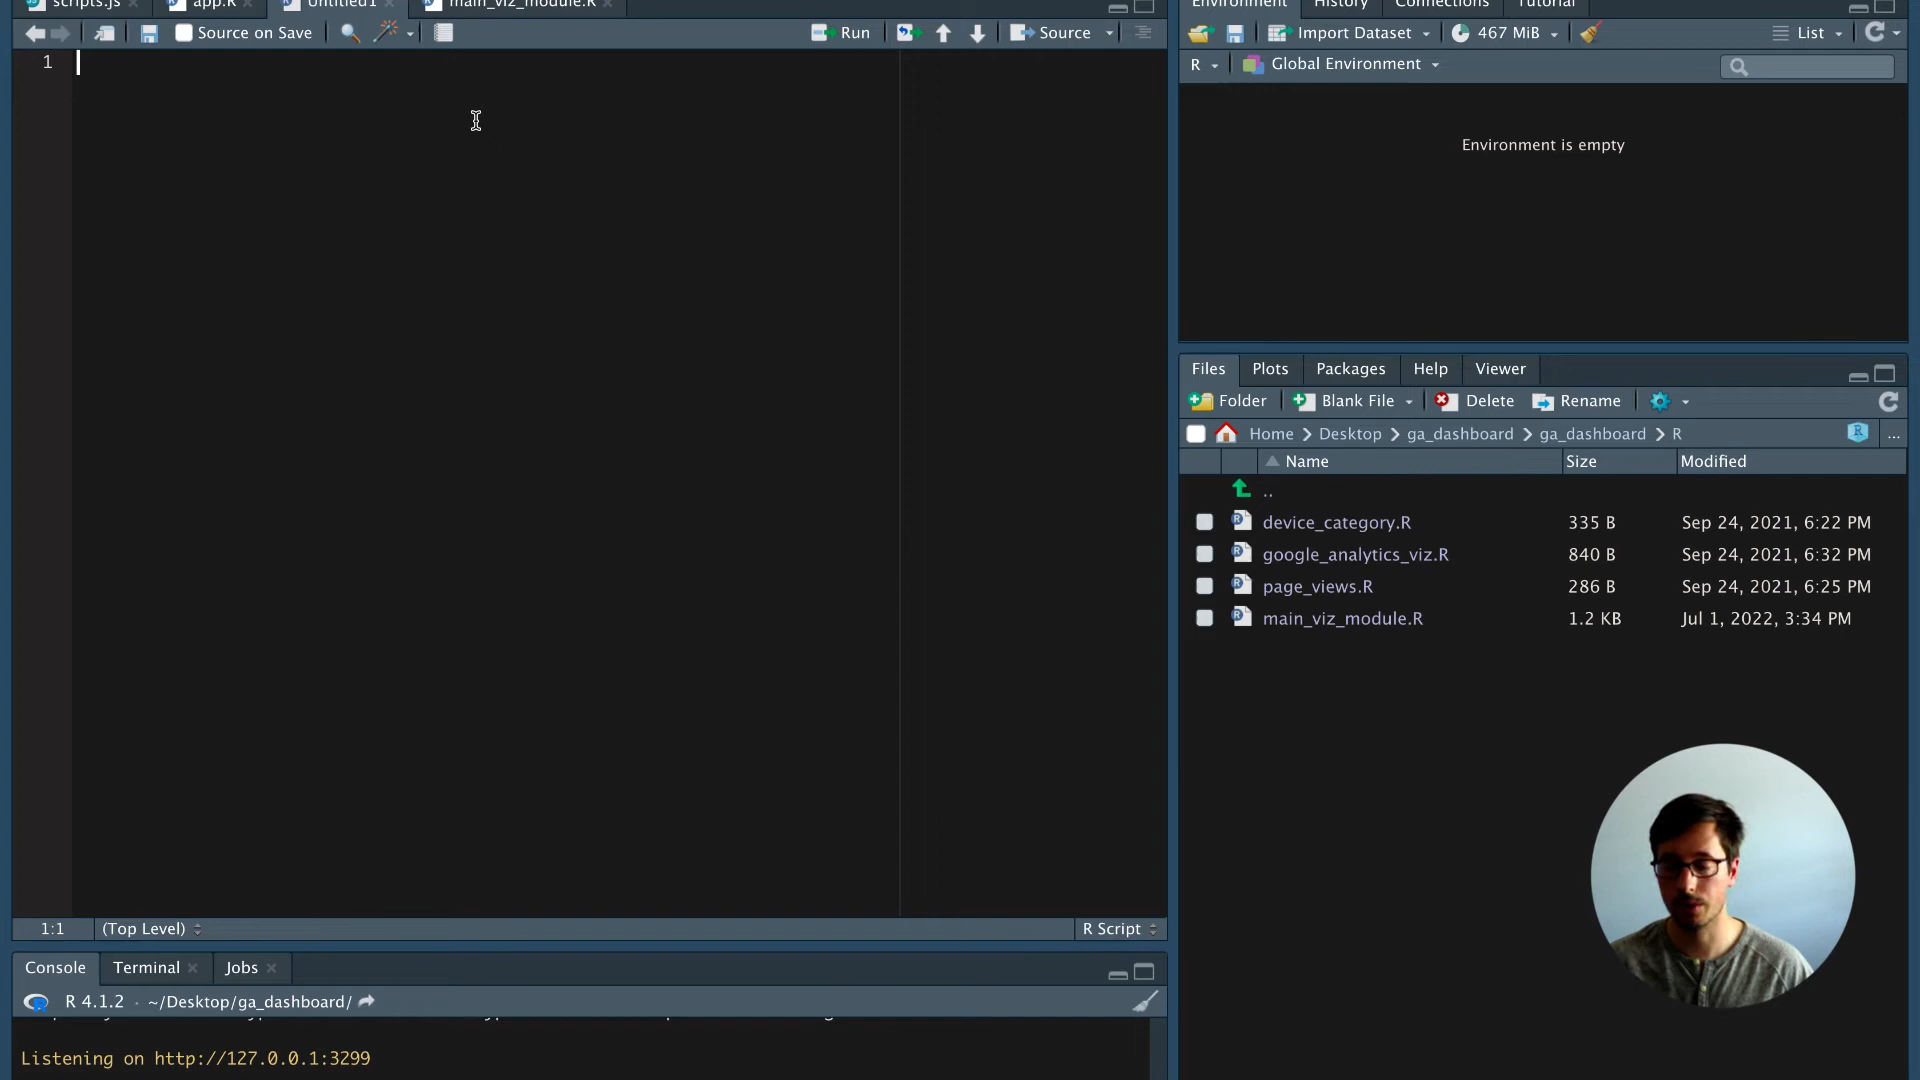 scripts.js
app.R
Untitled1
main_viz_module.R
Source on Save
Run
Source
1
1:1
(Top Level)
R Script
Console
Terminal
Jobs
R 4.1.2 · ~/Desktop/ga_dashboard/
Listening on http://127.0.0.1:3299
Environment
History
Connections
Tutorial
Import Dataset
467 MiB
List
R
Global Environment
Environment is empty
Files
Plots
Packages
Help
Viewer
Folder
Blank File
Delete
Rename
Home
Desktop
ga_dashboard
ga_dashboard
R
...
Name
Size
Modified
..
device_category.R 335 B Sep 24, 2021, 6:22 PM
google_analytics_viz.R 840 B Sep 24, 2021, 6:32 PM
page_views.R 286 B Sep 24, 2021, 6:25 PM
main_viz_module.R 1.2 KB Jul 1, 2022, 3:34 PM